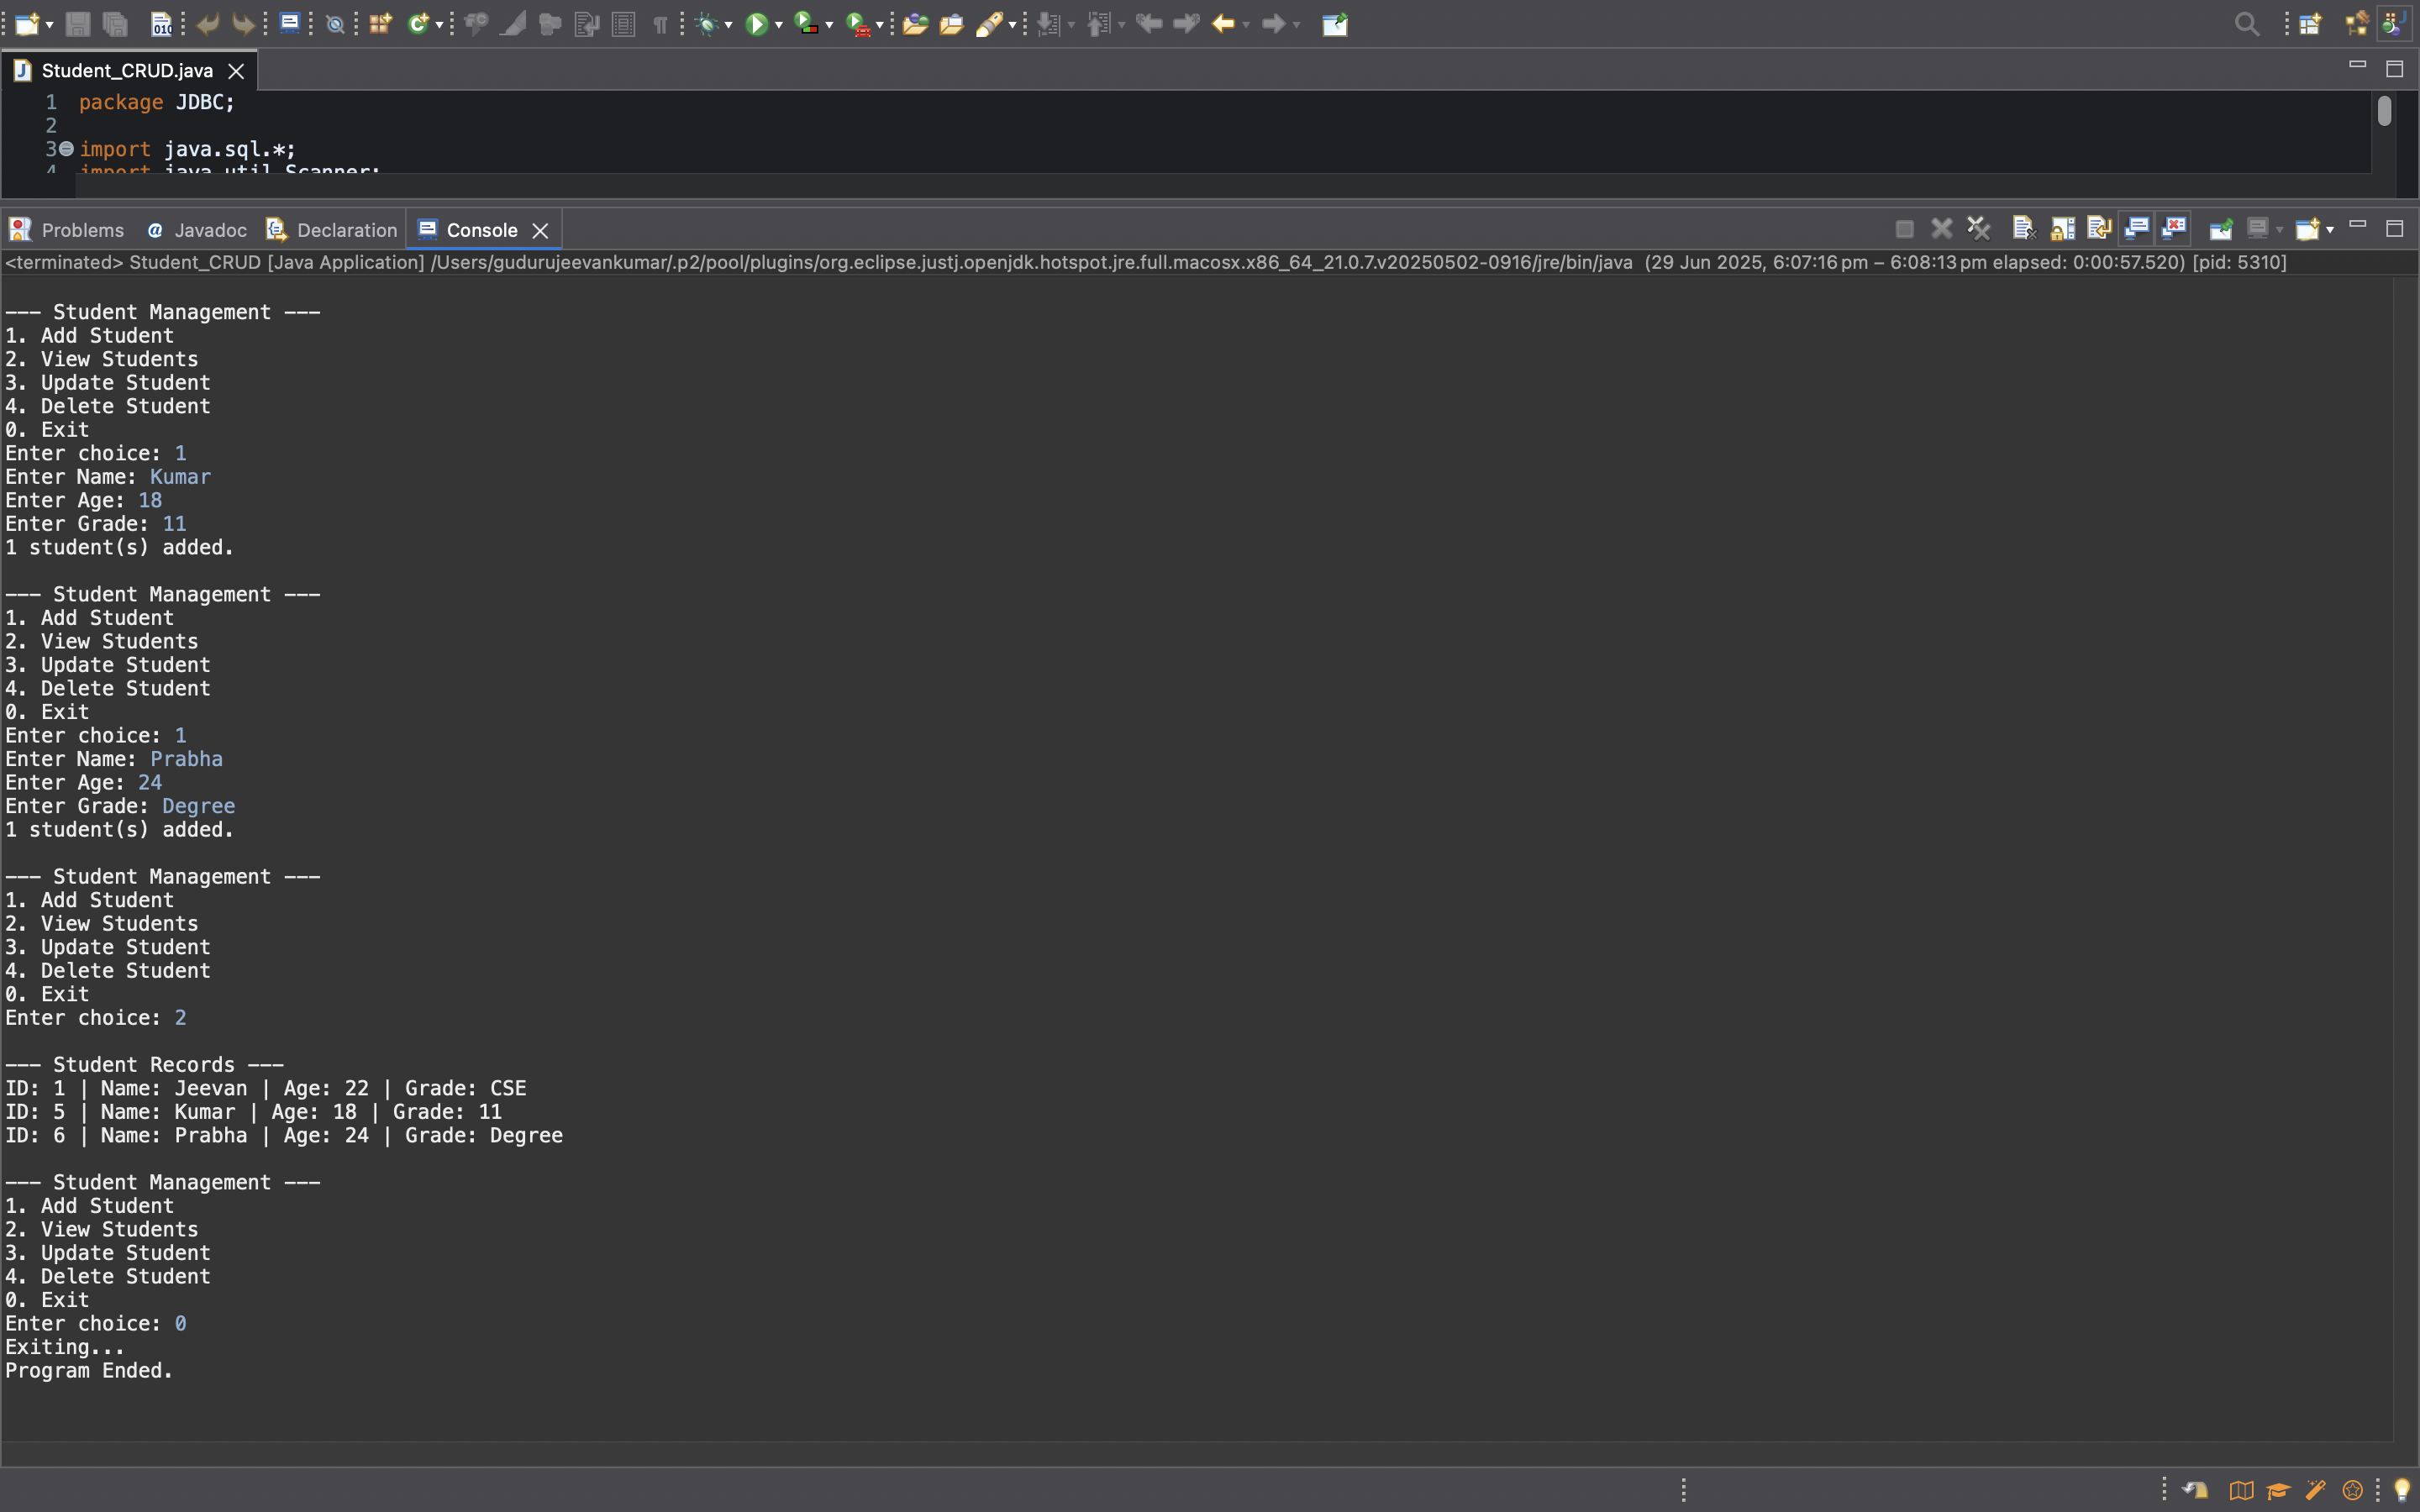 Student_CRUD.java
1 package JDBC;
2
3 import java.sql.*;
4 import java.util.Scanner;
Problems Javadoc Declaration Console
<terminated> Student_CRUD [Java Application] /Users/gudurujeevankumar/.p2/pool/plugins/org.eclipse.justj.openjdk.hotspot.jre.full.macosx.x86_64_21.0.7.v20250502-0916/jre/bin/java (29 Jun 2025, 6:07:16 pm – 6:08:13 pm elapsed: 0:00:57.520) [pid: 5310]
--- Student Management ---
1. Add Student
2. View Students
3. Update Student
4. Delete Student
0. Exit
Enter choice: 1
Enter Name: Kumar
Enter Age: 18
Enter Grade: 11
1 student(s) added.
--- Student Management ---
1. Add Student
2. View Students
3. Update Student
4. Delete Student
0. Exit
Enter choice: 1
Enter Name: Prabha
Enter Age: 24
Enter Grade: Degree
1 student(s) added.
--- Student Management ---
1. Add Student
2. View Students
3. Update Student
4. Delete Student
0. Exit
Enter choice: 2
--- Student Records ---
ID: 1 | Name: Jeevan | Age: 22 | Grade: CSE
ID: 5 | Name: Kumar | Age: 18 | Grade: 11
ID: 6 | Name: Prabha | Age: 24 | Grade: Degree
--- Student Management ---
1. Add Student
2. View Students
3. Update Student
4. Delete Student
0. Exit
Enter choice: 0
Exiting...
Program Ended.